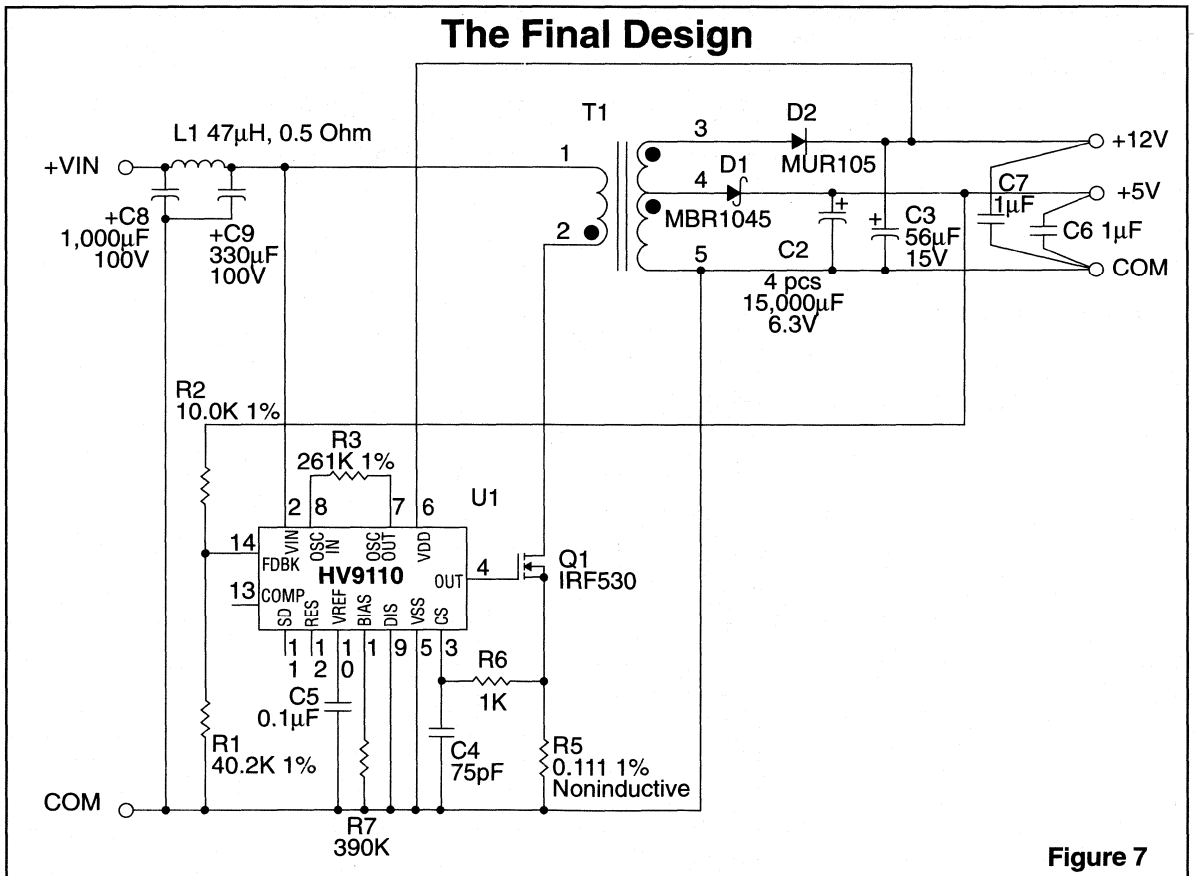 The Final Design
T1
D2
L1 47µH, 0.5 Ohm
+VIN
1
3
MUR105
+12V
D1
4
MBR1045
C7
1µF
+5V
+C8
1,000µF
100V
+C9
330µF
100V
2
+
+
C3
56µF
15V
C6 1µF
5
C2
4 pcs
15,000µF
6.3V
COM
R2
10.0K 1%
R3
261K 1%
U1
2
8
7
6
14
VIN
OSC
IN
OSC
OUT
VDD
FDBK
HV9110
OUT
4
Q1
IRF530
13
COMP
SD
RES
VREF
BIAS
DIS
VSS
CS
1
1
1
2
1
0
1
9
5
3
R6
1K
C5
0.1µF
R1
40.2K 1%
C4
75pF
R5
0.111 1%
Noninductive
COM
R7
390K
Figure 7